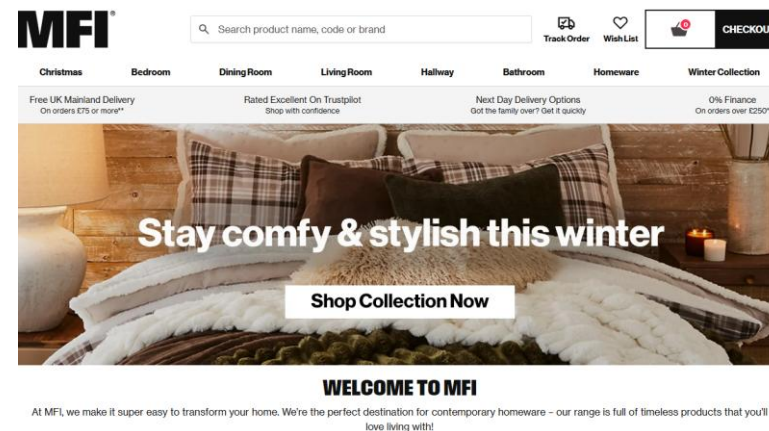 MFI®
Search product name, code or brand
Track Order
Wish List
0
CHECKOU
Christmas
Bedroom
Dining Room
Living Room
Hallway
Bathroom
Homeware
Winter Collection
Free UK Mainland Delivery
On orders £75 or more**
Rated Excellent On Trustpilot
Shop with confidence
Next Day Delivery Options
Got the family over? Get it quickly
0% Finance
On orders over £250*
Stay comfy & stylish this winter
Shop Collection Now
WELCOME TO MFI
At MFI, we make it super easy to transform your home. We're the perfect destination for contemporary homeware – our range is full of timeless products that you'll
love living with!